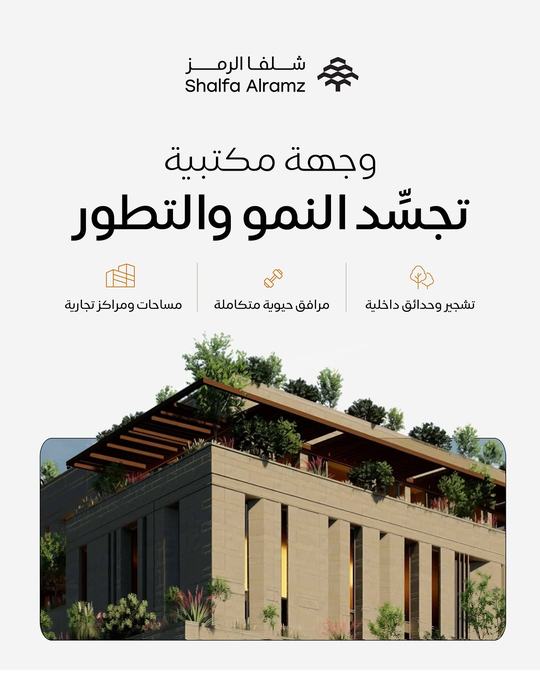 شلفا الرمز
Shalfa Alramz
وجهة مكتبية
تجسِّد النمو والتطور
تشجير وحدائق داخلية
مرافق حيوية متكاملة
مساحات ومراكز تجارية